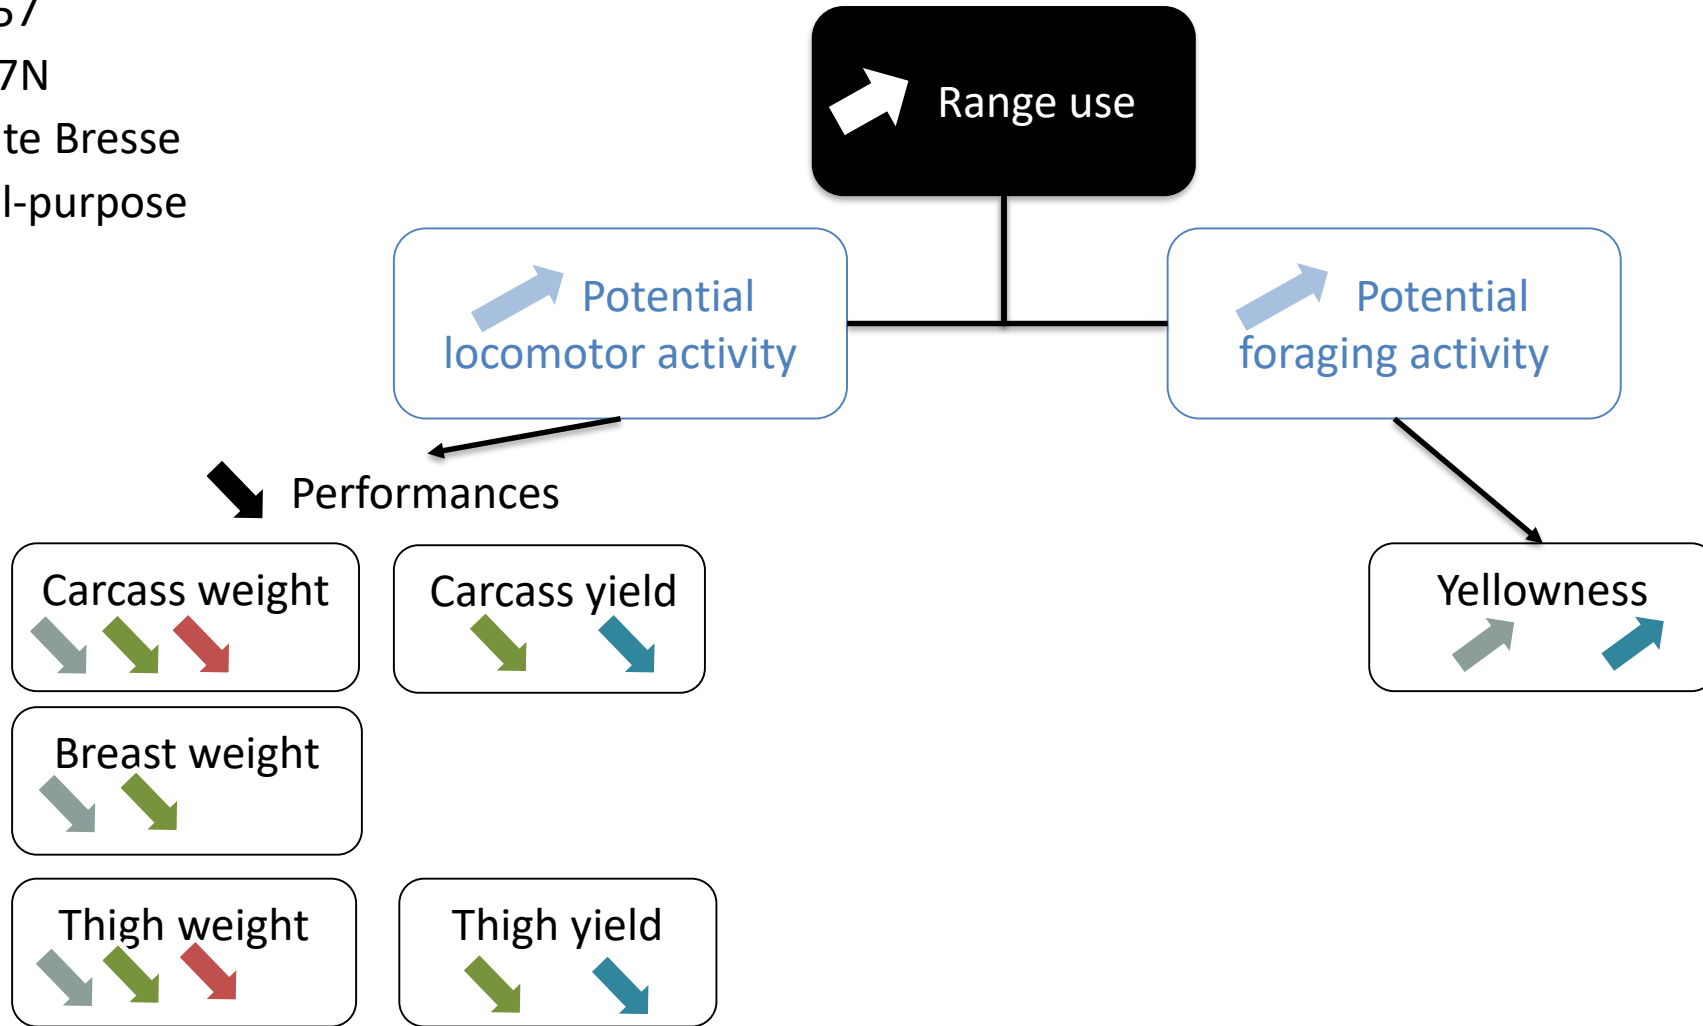 7N
te Bresse
l-purpose
Range use
Potential
locomotor activity
Potential
foraging activity
Performances
Carcass weight
Carcass yield
Yellowness
Breast weight
Thigh weight
Thigh yield